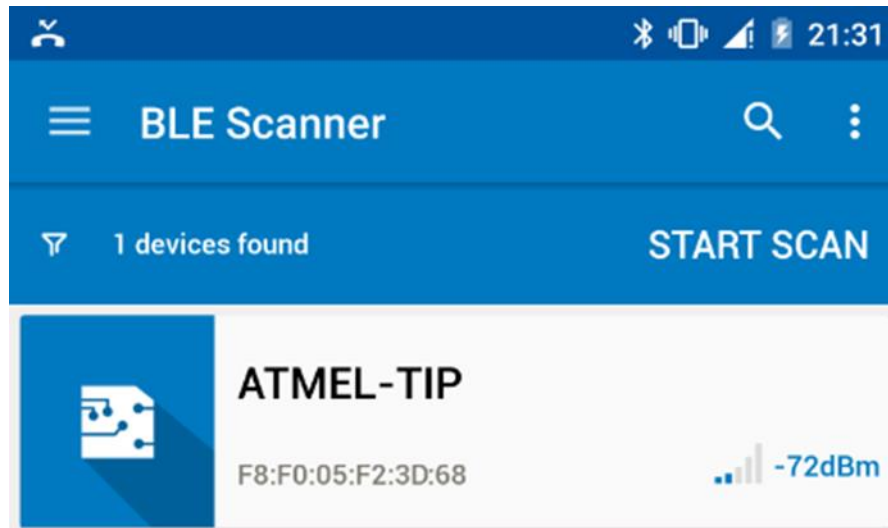 21:31
BLE Scanner
1 devices found START SCAN
ATMEL-TIP
F8:F0:05:F2:3D:68 -72dBm